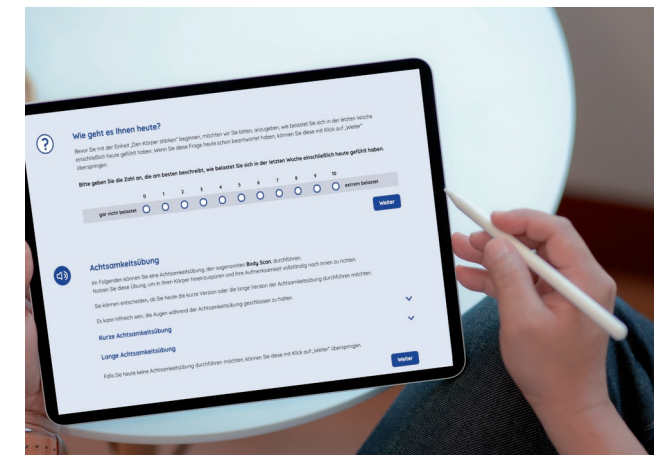 ?
Wie geht es Ihnen heute?
Bevor Sie mit der Einheit „Den Körper stärken“ beginnen, möchten wir Sie bitten, anzugeben, wie belastet Sie sich in der letzten Woche
einschließlich heute gefühlt haben. Wenn Sie diese Frage heute schon beantwortet haben, können Sie diese mit Klick auf „Weiter“
überspringen.
Bitte geben Sie die Zahl an, die am besten beschreibt, wie belastet Sie sich in der letzten Woche einschließlich heute gefühlt haben.
0 1 2 3 4 5 6 7 8 9 10
gar nicht belastet extrem belastet
Weiter
Achtsamkeitsübung
Im Folgenden können Sie eine Achtsamkeitsübung, den sogenannten Body Scan, durchführen.
Nutzen Sie diese Übung, um in Ihren Körper hineinzuspüren und Ihre Aufmerksamkeit vollständig nach innen zu richten.
Sie können entscheiden, ob Sie heute die kurze Version oder die lange Version der Achtsamkeitsübung durchführen möchten.
Es kann hilfreich sein, die Augen während der Achtsamkeitsübung geschlossen zu halten.
Kurze Achtsamkeitsübung
Lange Achtsamkeitsübung
Falls Sie heute keine Achtsamkeitsübung durchführen möchten, können Sie diese mit Klick auf „Weiter“ überspringen.
Weiter